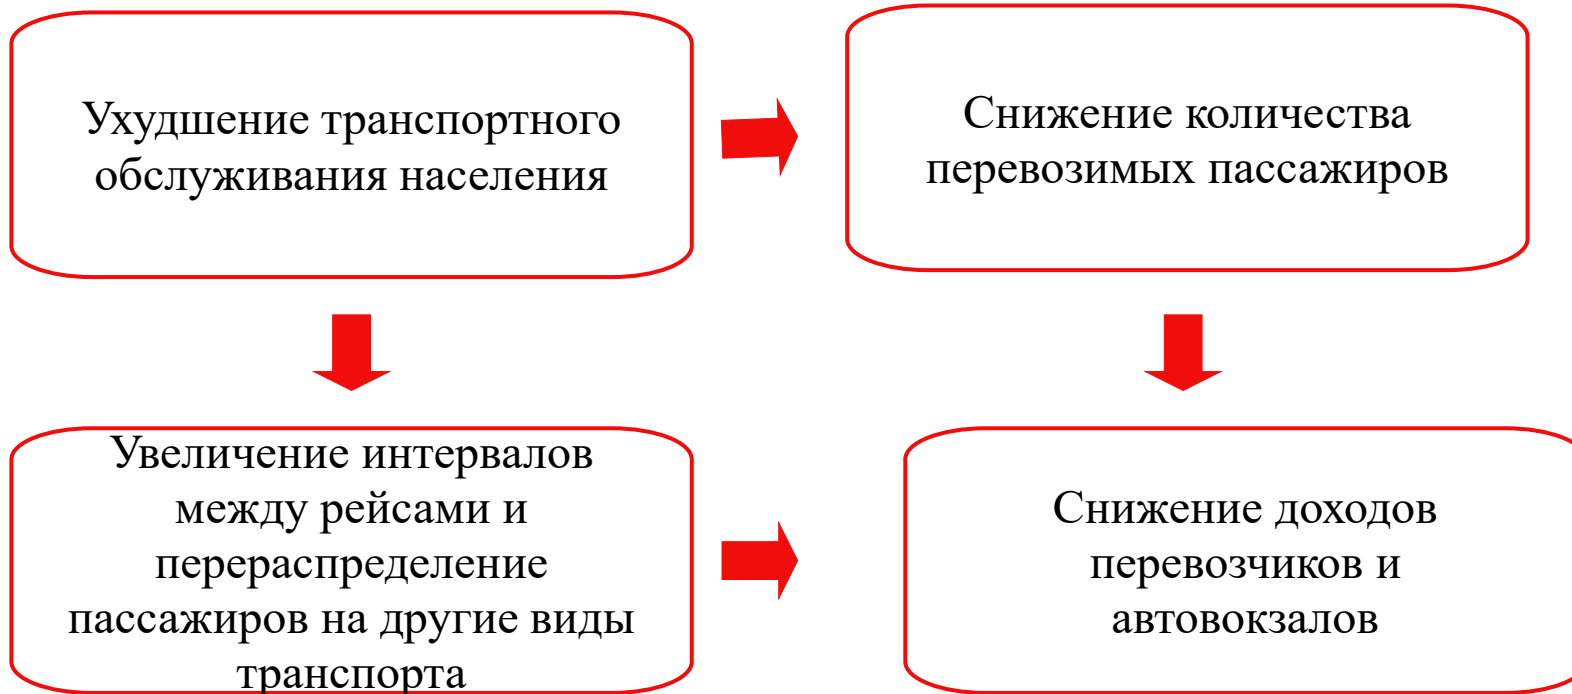 Ухудшение транспортного
обслуживания населения
Снижение количества
перевозимых пассажиров
Увеличение интервалов
между рейсами и
перераспределение
пассажиров на другие виды
транспорта
Снижение доходов
перевозчиков и
автовокзалов